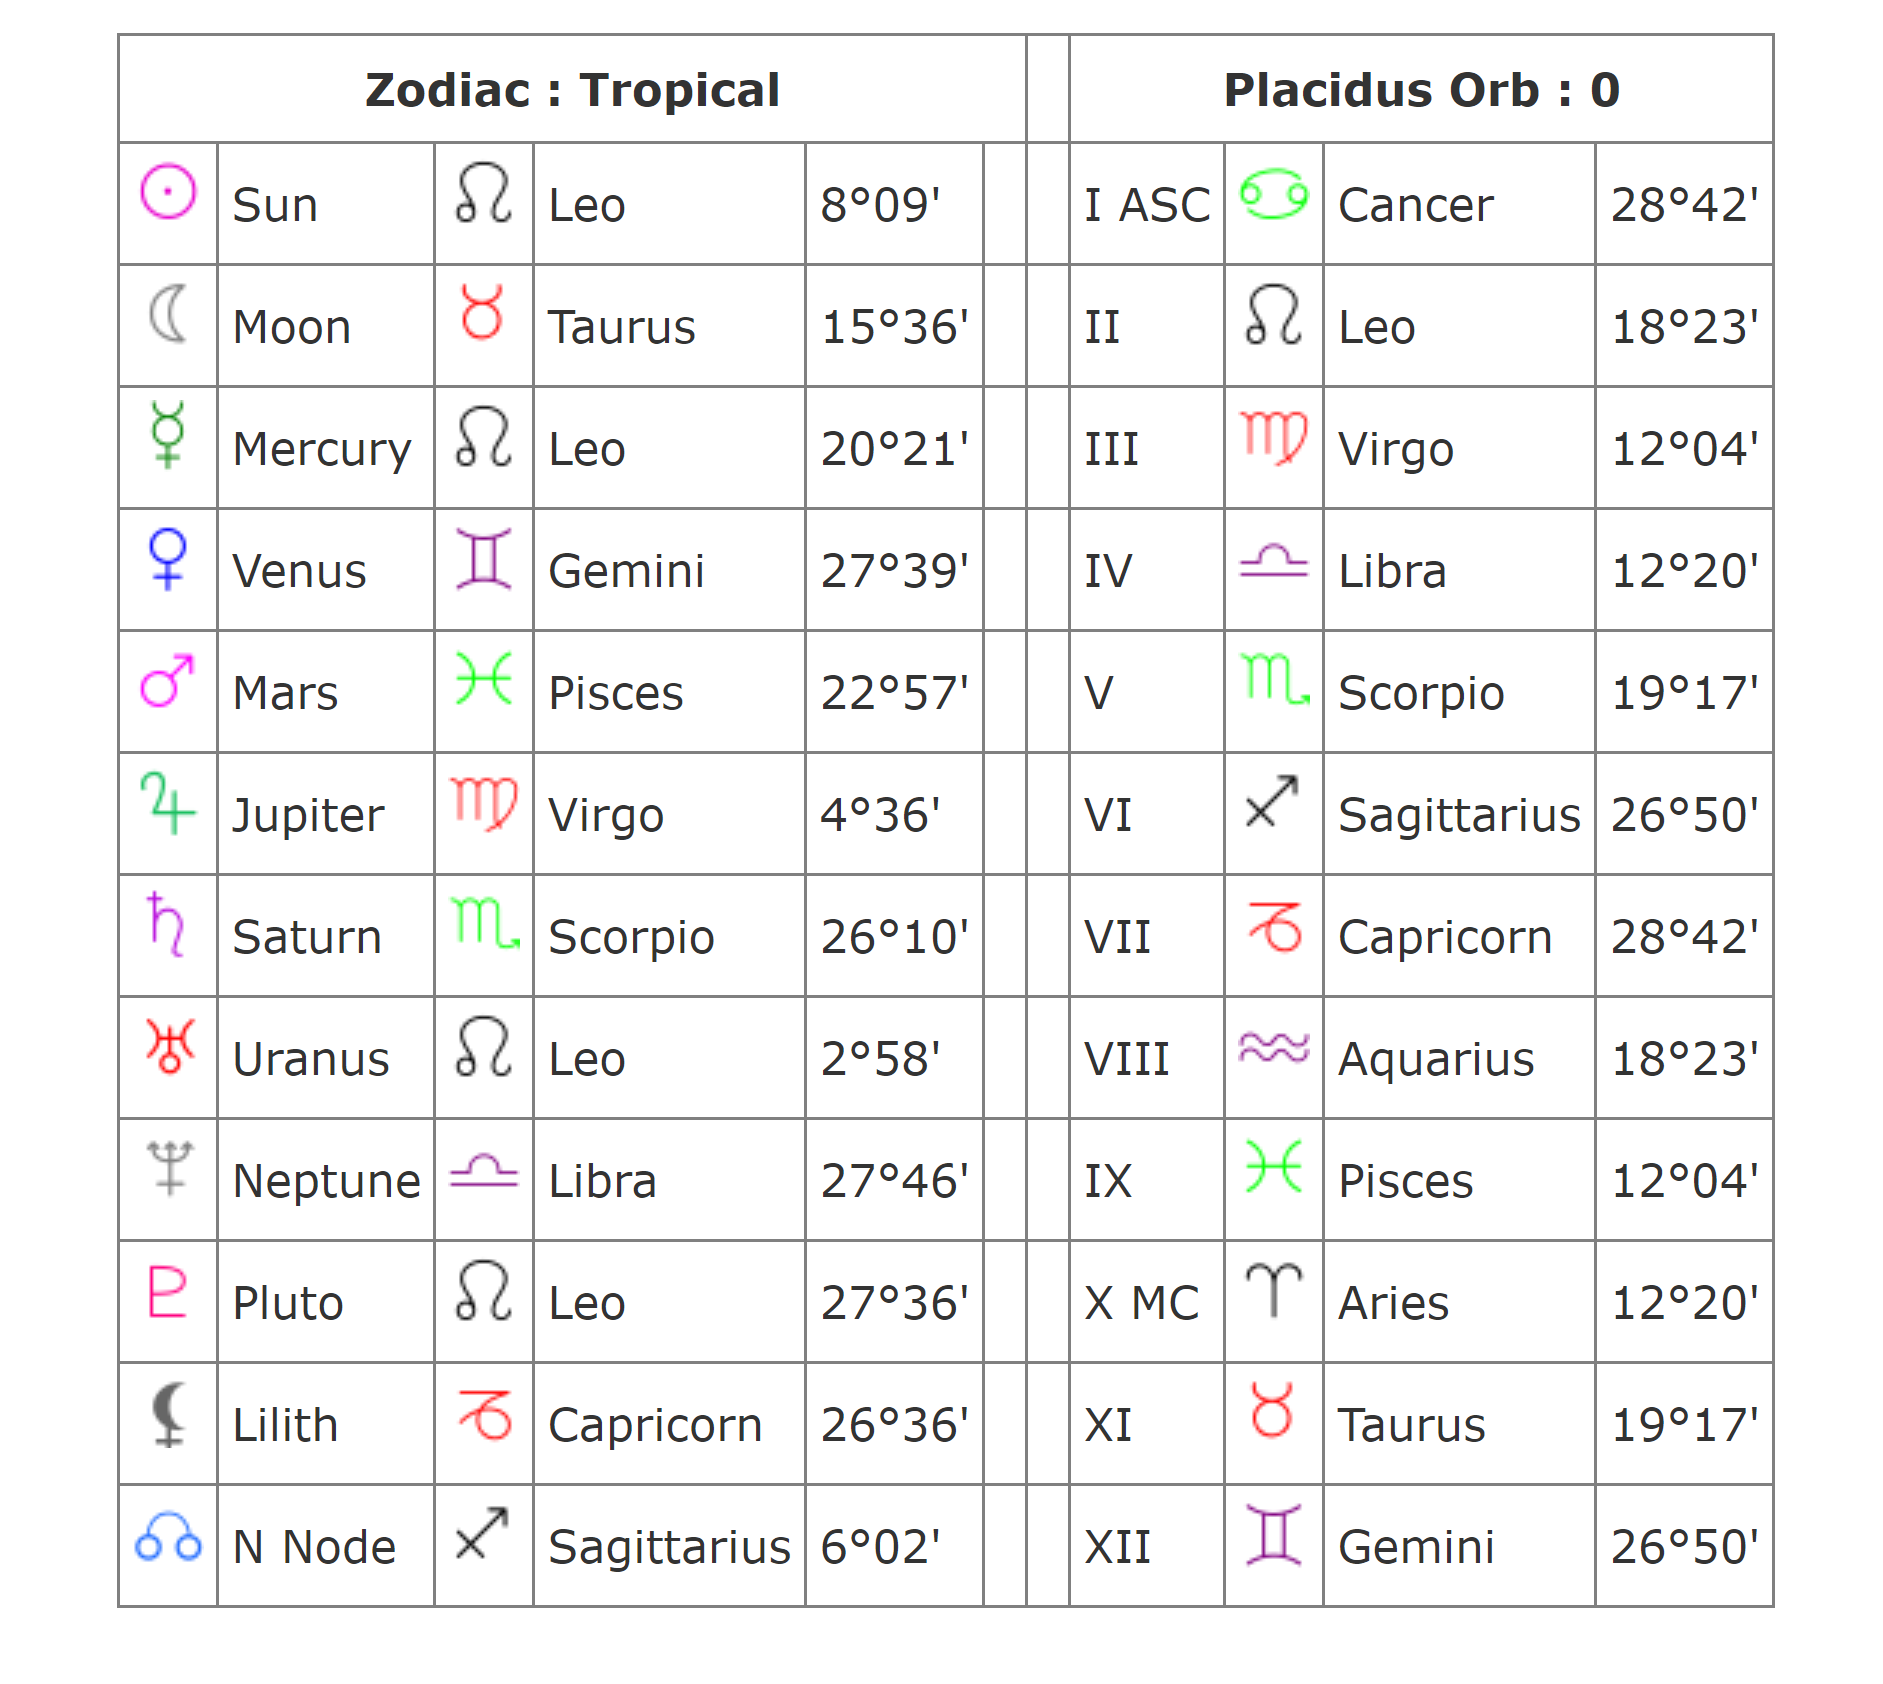 Zodiac : Tropical Placidus Orb : 0
Sun Leo 8°09' I ASC Cancer 28°42'
Moon Taurus 15°36' II Leo 18°23'
Mercury Leo 20°21' III Virgo 12°04'
Venus Gemini 27°39' IV Libra 12°20'
Mars Pisces 22°57' V Scorpio 19°17'
Jupiter Virgo 4°36' VI Sagittarius 26°50'
Saturn Scorpio 26°10' VII Capricorn 28°42'
Uranus Leo 2°58' VIII Aquarius 18°23'
Neptune Libra 27°46' IX Pisces 12°04'
Pluto Leo 27°36' X MC Aries 12°20'
Lilith Capricorn 26°36' XI Taurus 19°17'
N Node Sagittarius 6°02' XII Gemini 26°50'